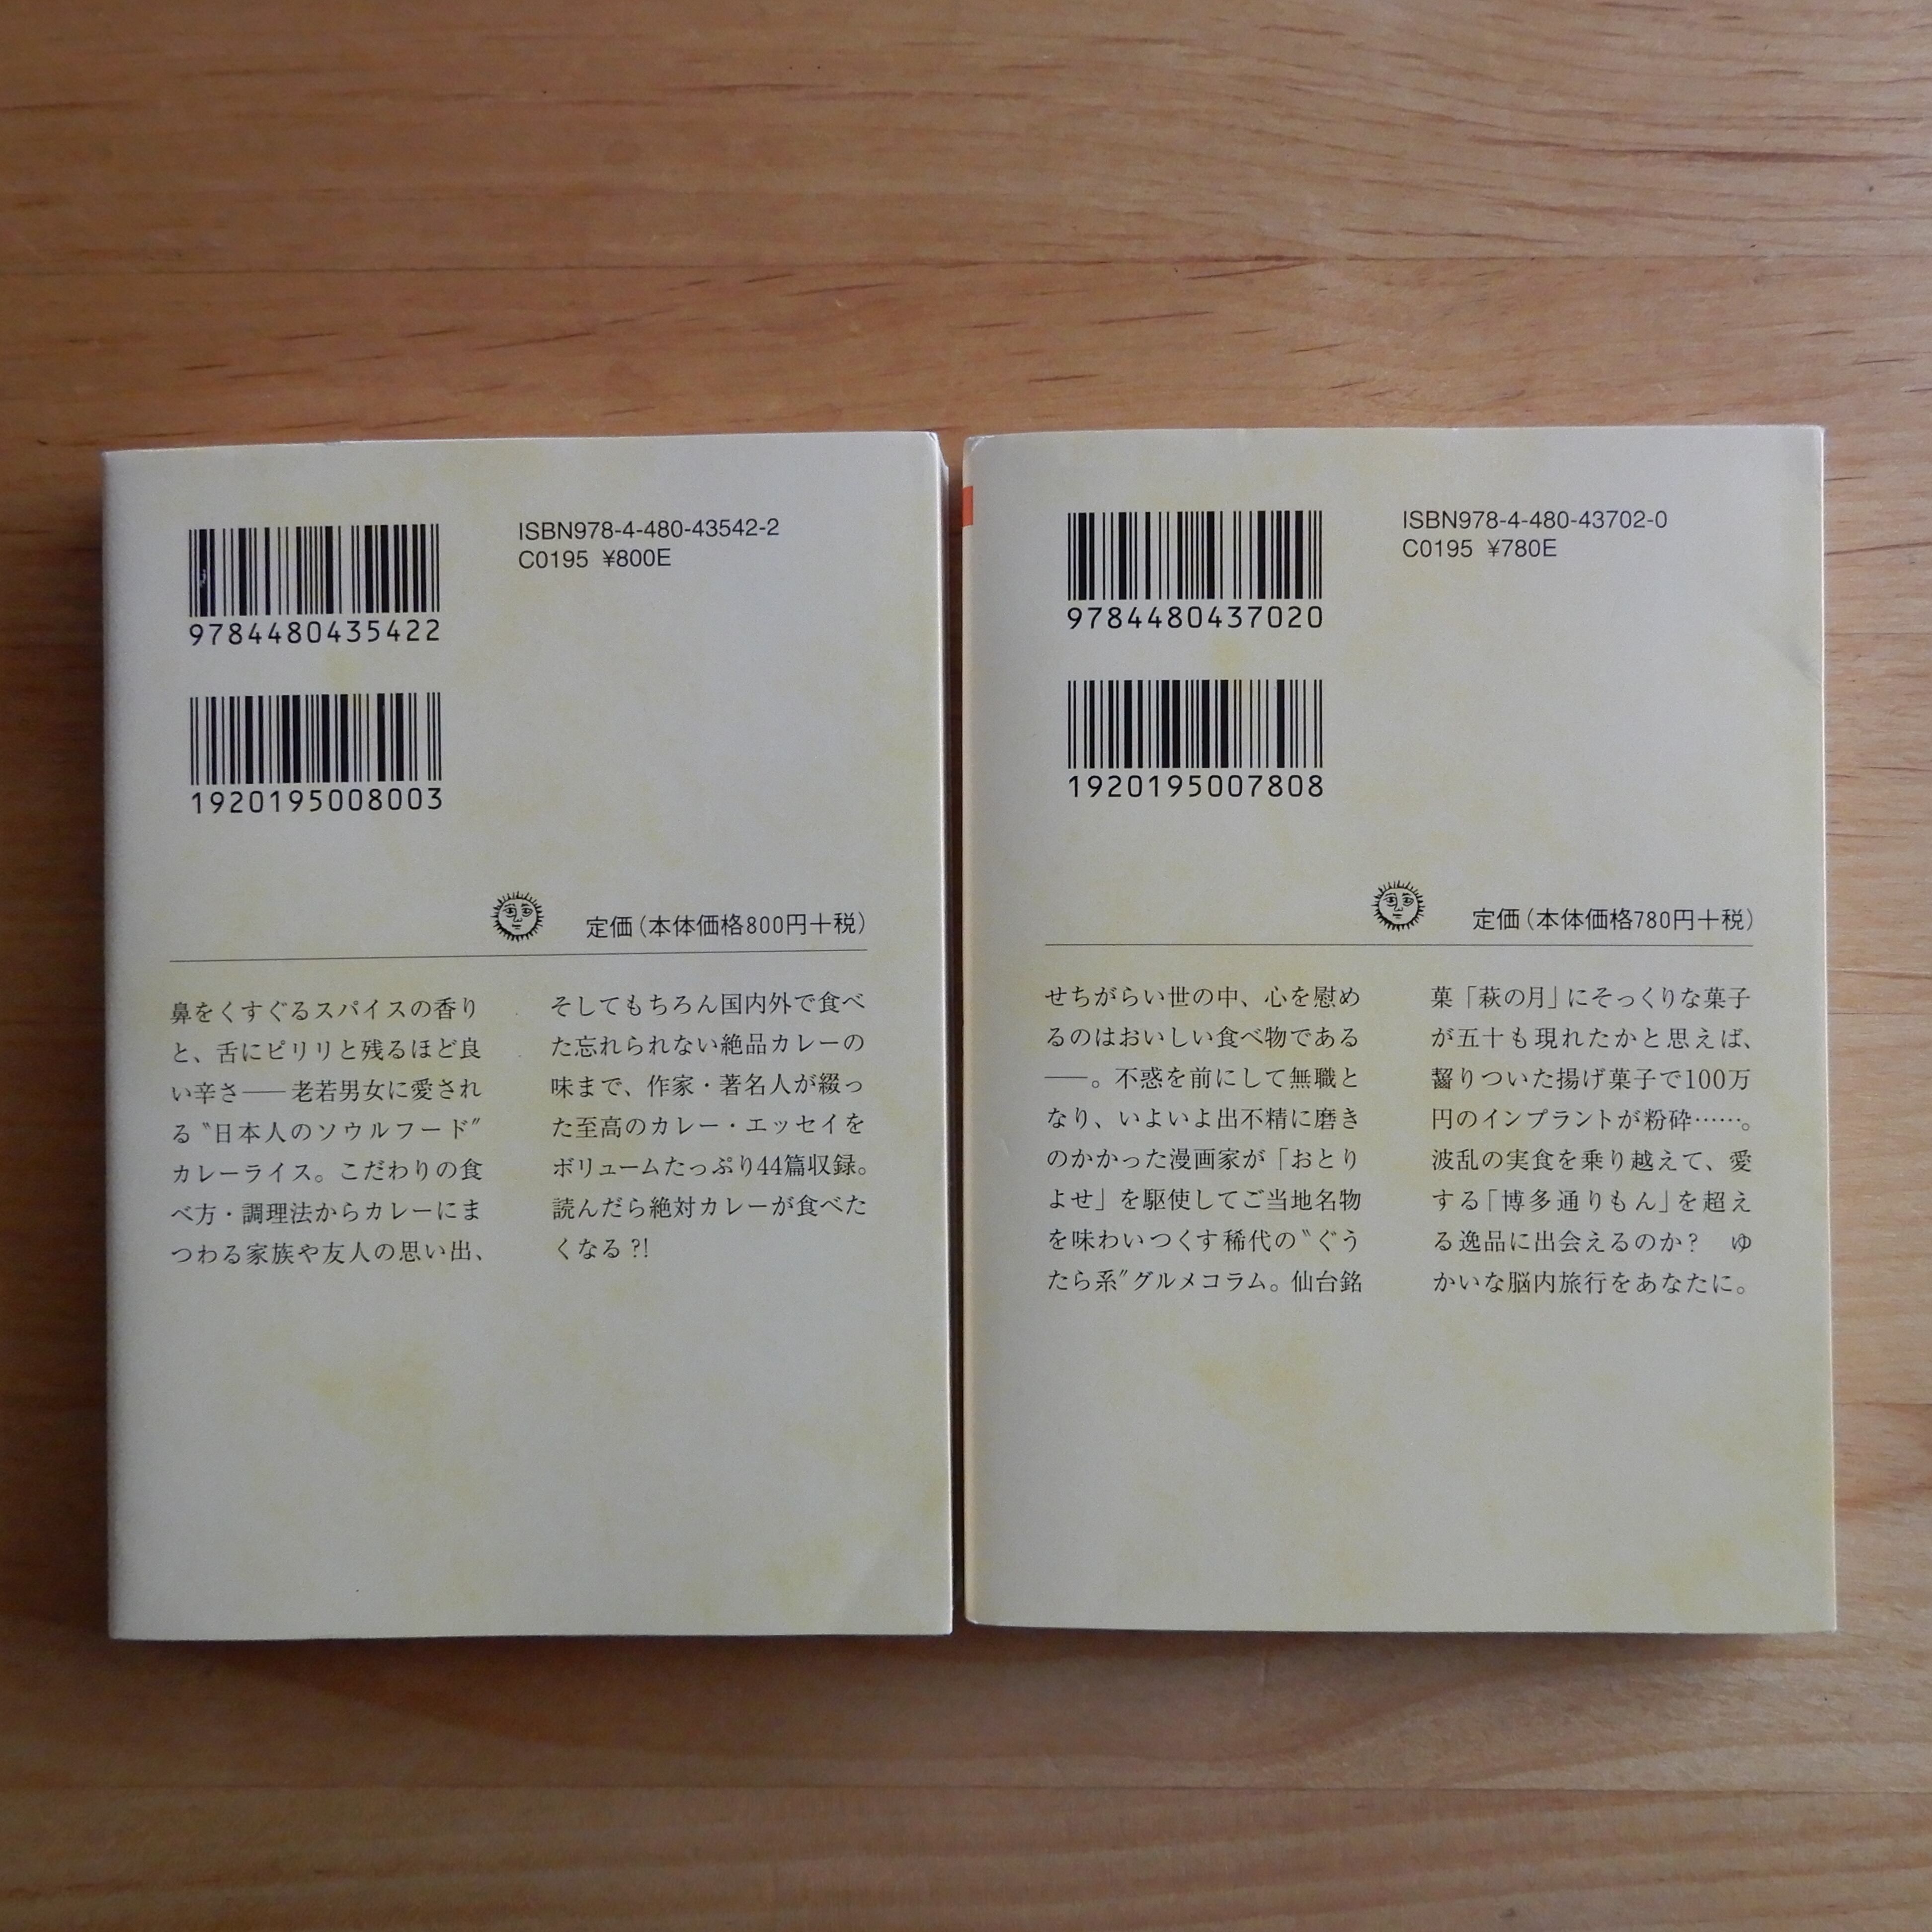 ISBN978-4-480-43542-2
C0195 ¥800E
9784480435422
1920195008003
定価(本体価格800円十税)
鼻をくすぐるスパイスの香り
と、舌にピリリと残るほど良
い辛さ――老若男女に愛され
る〝日本人のソウルフード〟
カレーライス。こだわりの食
べ方・調理法からカレーにま
つわる家族や友人の思い出、
そしてもちろん国内外で食べ
た忘れられない絶品カレーの
味まで、作家・著名人が綴っ
た至高のカレー・エッセイを
ボリュームたっぷり44篇収録。
読んだら絶対カレーが食べた
くなる?!
ISBN978-4-480-43702-0
C0195 ¥780E
9784480437020
1920195007808
定価(本体価格780円十税)
せちがらい世の中、心を慰め
るのはおいしい食べ物である
――。不惑を前にして無職と
なり、いよいよ出不精に磨き
のかかった漫画家が「おとり
よせ」を駆使してご当地名物
を味わいつくす稀代の〝ぐう
たら系〟グルメコラム。仙台銘
菓「萩の月」にそっくりな菓子
が五十も現れたかと思えば、
齧りついた揚げ菓子で100万
円のインプラントが粉砕……。
波乱の実食を乗り越えて、愛
する「博多通りもん」を超え
る逸品に出会えるのか? ゆ
かいな脳内旅行をあなたに。